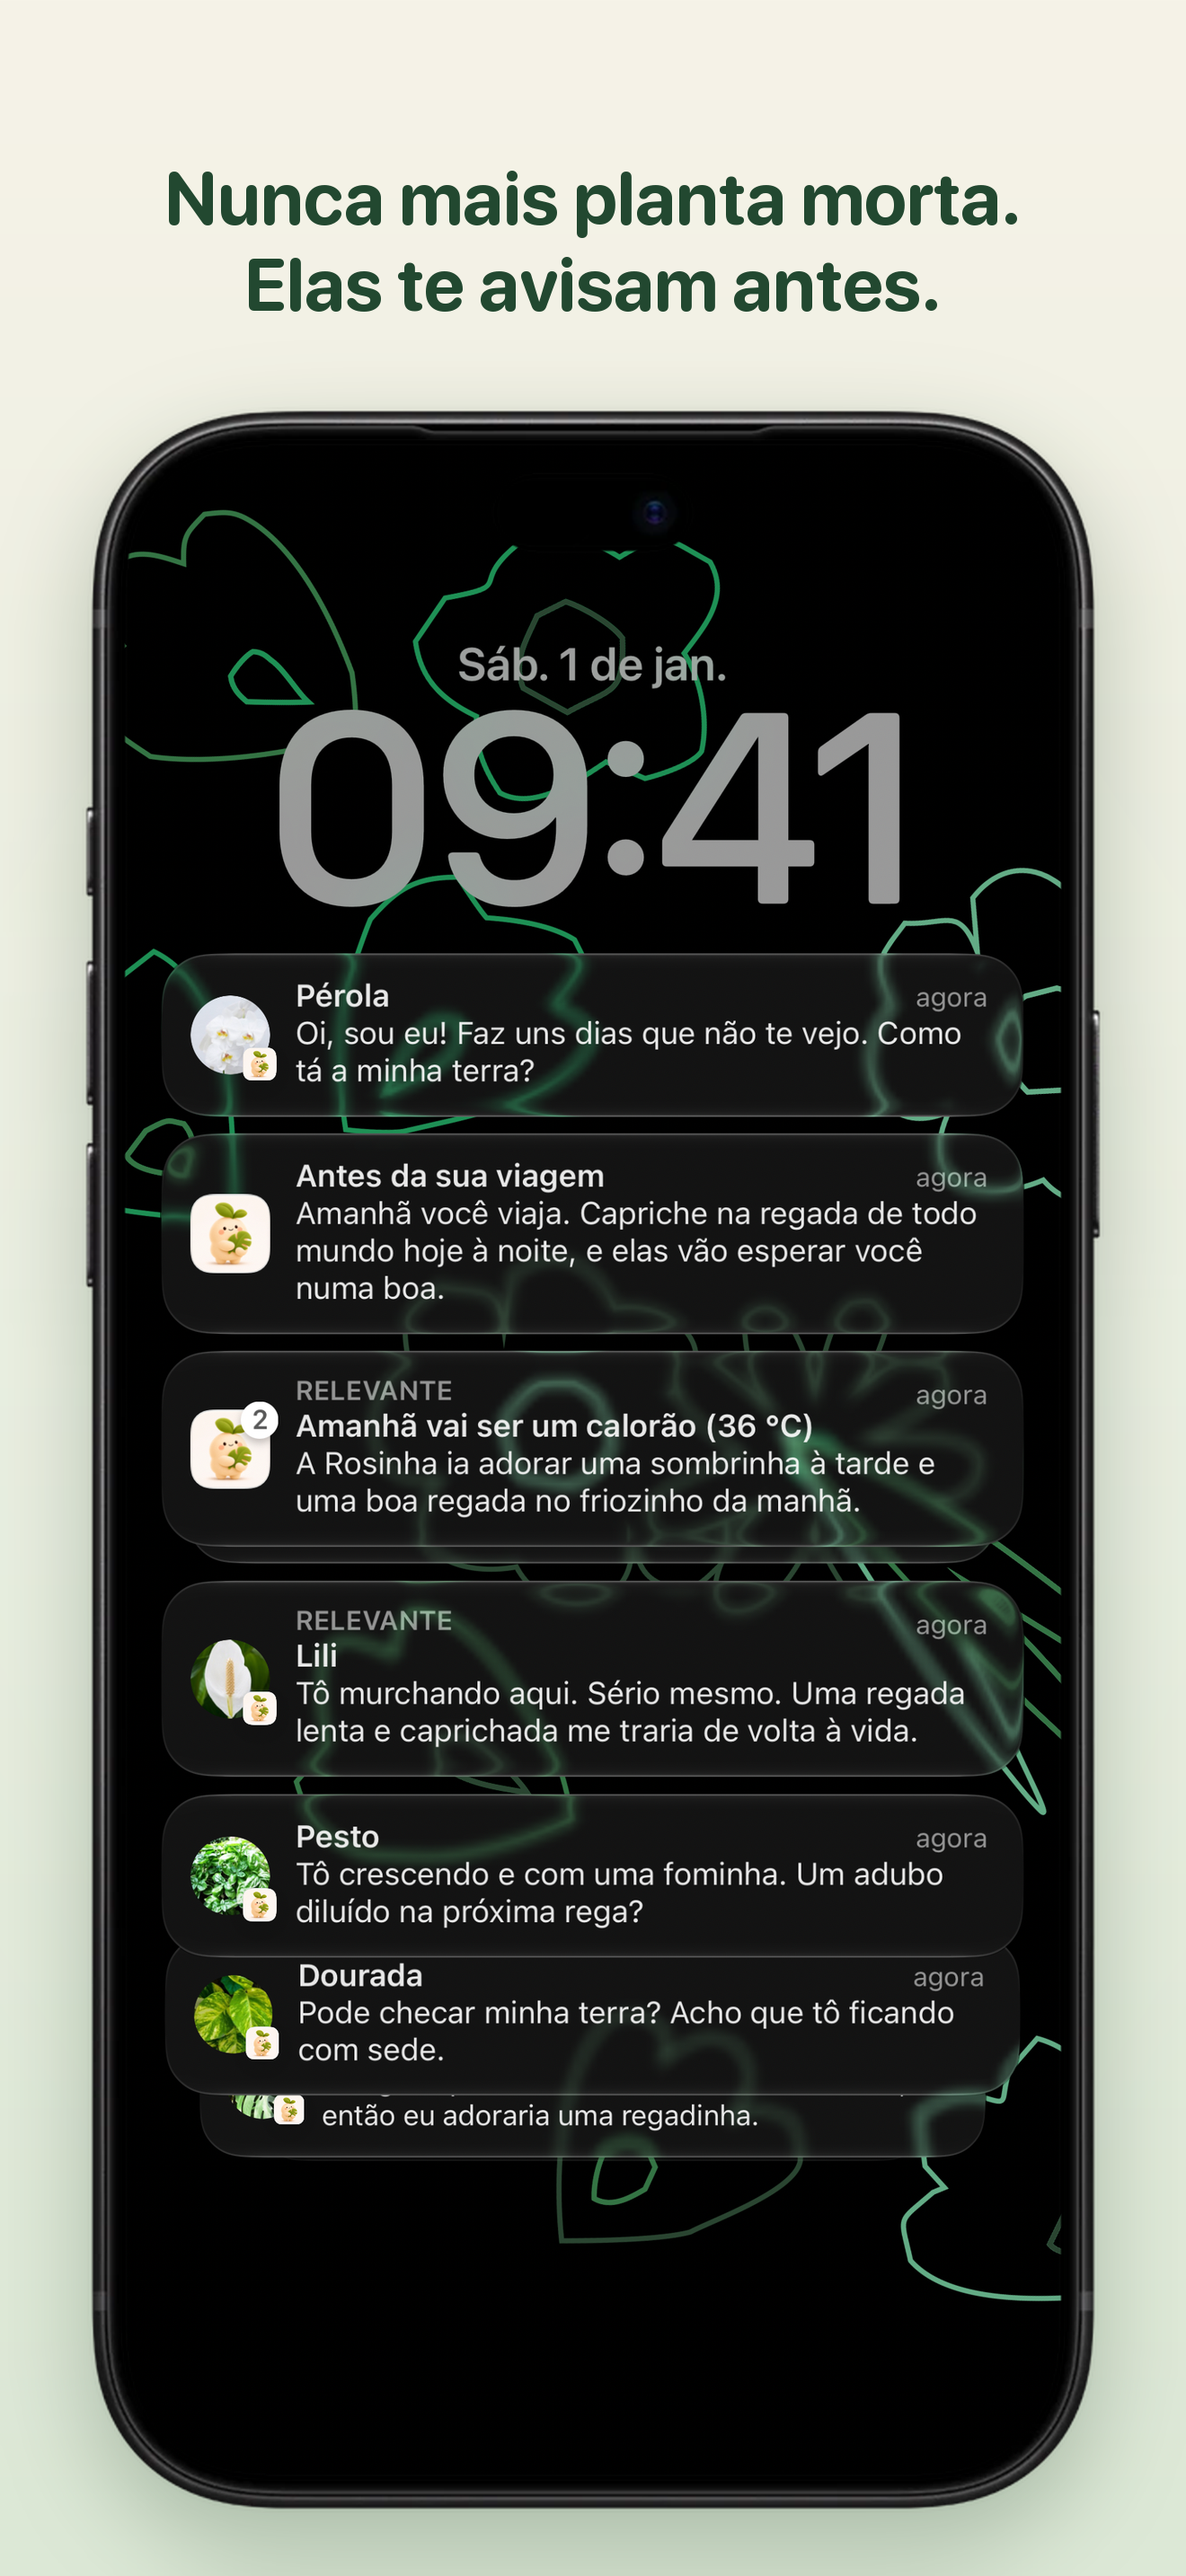 Nunca mais planta morta.
Elas te avisam antes.
Sáb. 1 de jan.
09:41
Pérola
agora
Oi, sou eu! Faz uns dias que não te vejo. Como
tá a minha terra?
Antes da sua viagem
agora
Amanhã você viaja. Capriche na regada de todo
mundo hoje à noite, e elas vão esperar você
numa boa.
RELEVANTE
agora
2
Amanhã vai ser um calorão (36 °C)
A Rosinha ia adorar uma sombrinha à tarde e
uma boa regada no friozinho da manhã.
RELEVANTE
agora
Lili
Tô murchando aqui. Sério mesmo. Uma regada
lenta e caprichada me traria de volta à vida.
Pesto
agora
Tô crescendo e com uma fominha. Um adubo
diluído na próxima rega?
Dourada
agora
Pode checar minha terra? Acho que tô ficando
com sede.
então eu adoraria uma regadinha.